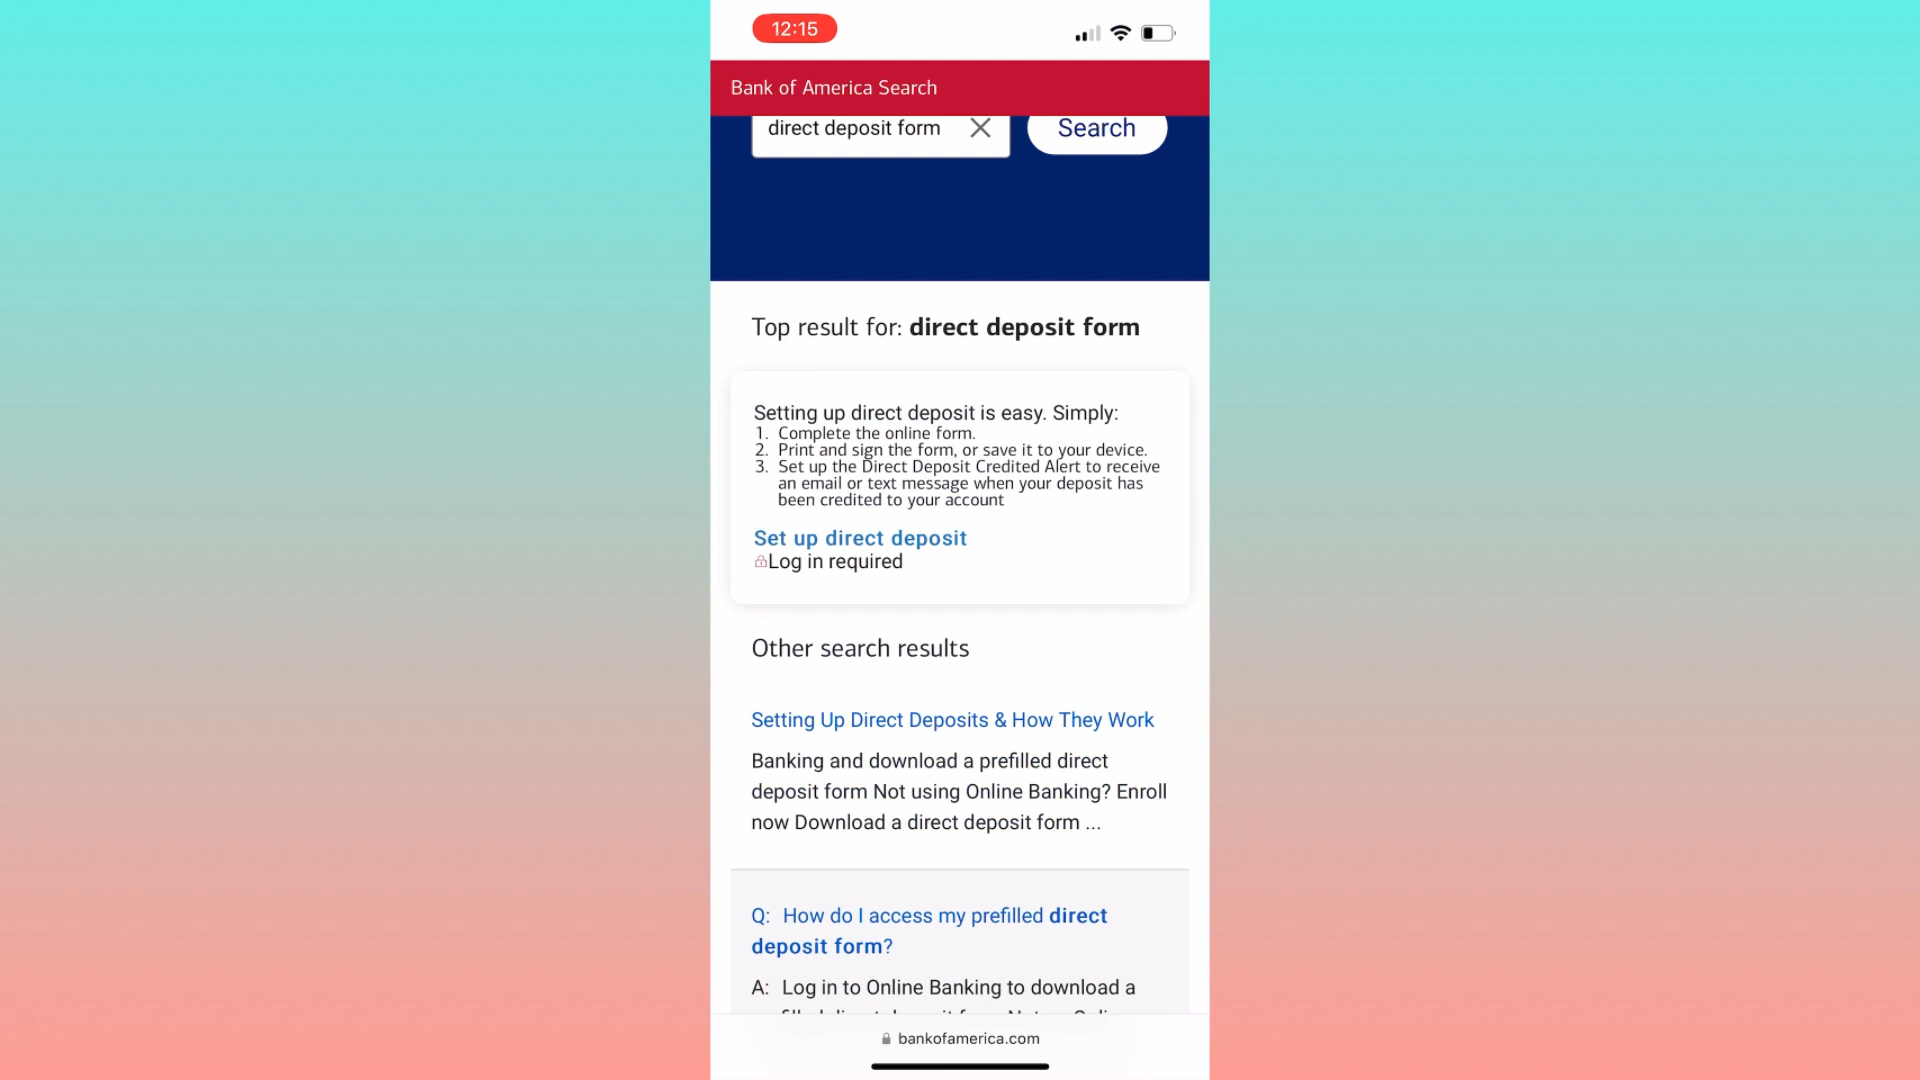 12:15
Bank of America Search
direct deposit form
Search
Top result for: direct deposit form
Setting up direct deposit is easy. Simply:
1. Complete the online form.
2. Print and sign the form, or save it to your device.
3. Set up the Direct Deposit Credited Alert to receive
an email or text message when your deposit has
been credited to your account
Set up direct deposit
Log in required
Other search results
Setting Up Direct Deposits & How They Work
Banking and download a prefilled direct
deposit form Not using Online Banking? Enroll
now Download a direct deposit form ...
Q: How do I access my prefilled direct
deposit form?
A: Log in to Online Banking to download a
bankofamerica.com